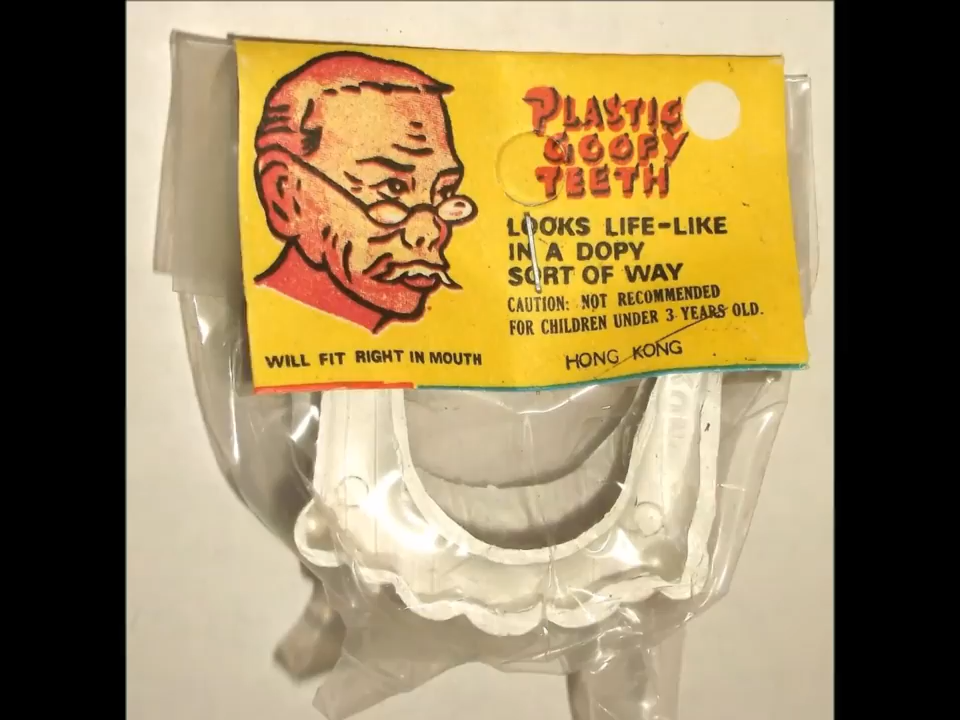 PLASTIC
GOOFY
TEETH
LOOKS LIFE-LIKE
IN A DOPY
SORT OF WAY
CAUTION: NOT RECOMMENDED
FOR CHILDREN UNDER 3 YEARS OLD.
WILL FIT RIGHT IN MOUTH
HONG KONG